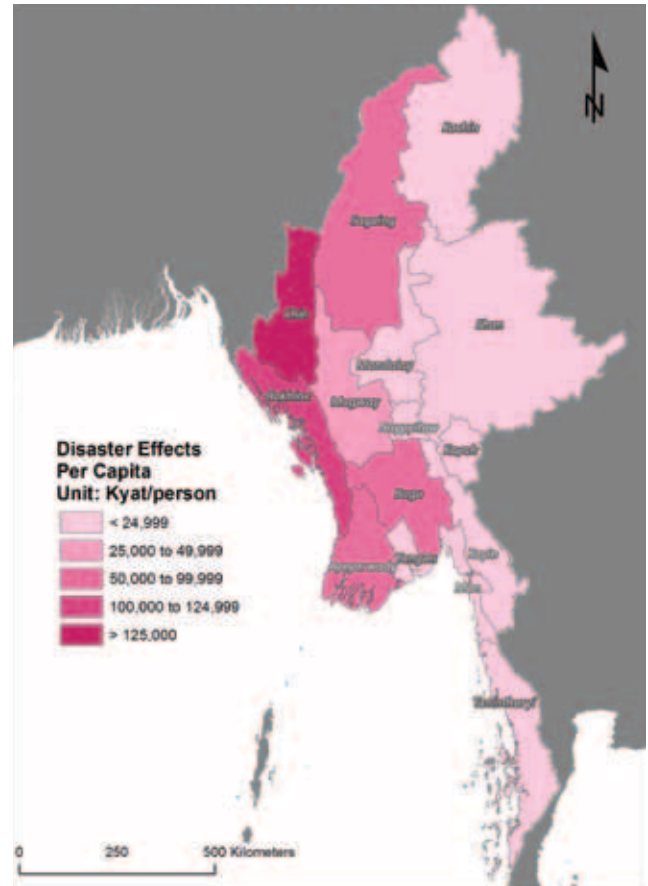 N
Kachin
Sagaing
Chin
Shan
Mandalay
Rakhine
Magway
Naypyitaw
Kayah
Bago
Disaster Effects
Per Capita
Unit: Kyat/person
< 24,999
25,000 to 49,999
50,000 to 99,999
100,000 to 124,999
> 125,000
Yangon
Kayin
Mon
Tanintharyi
0 250 500 Kilometers